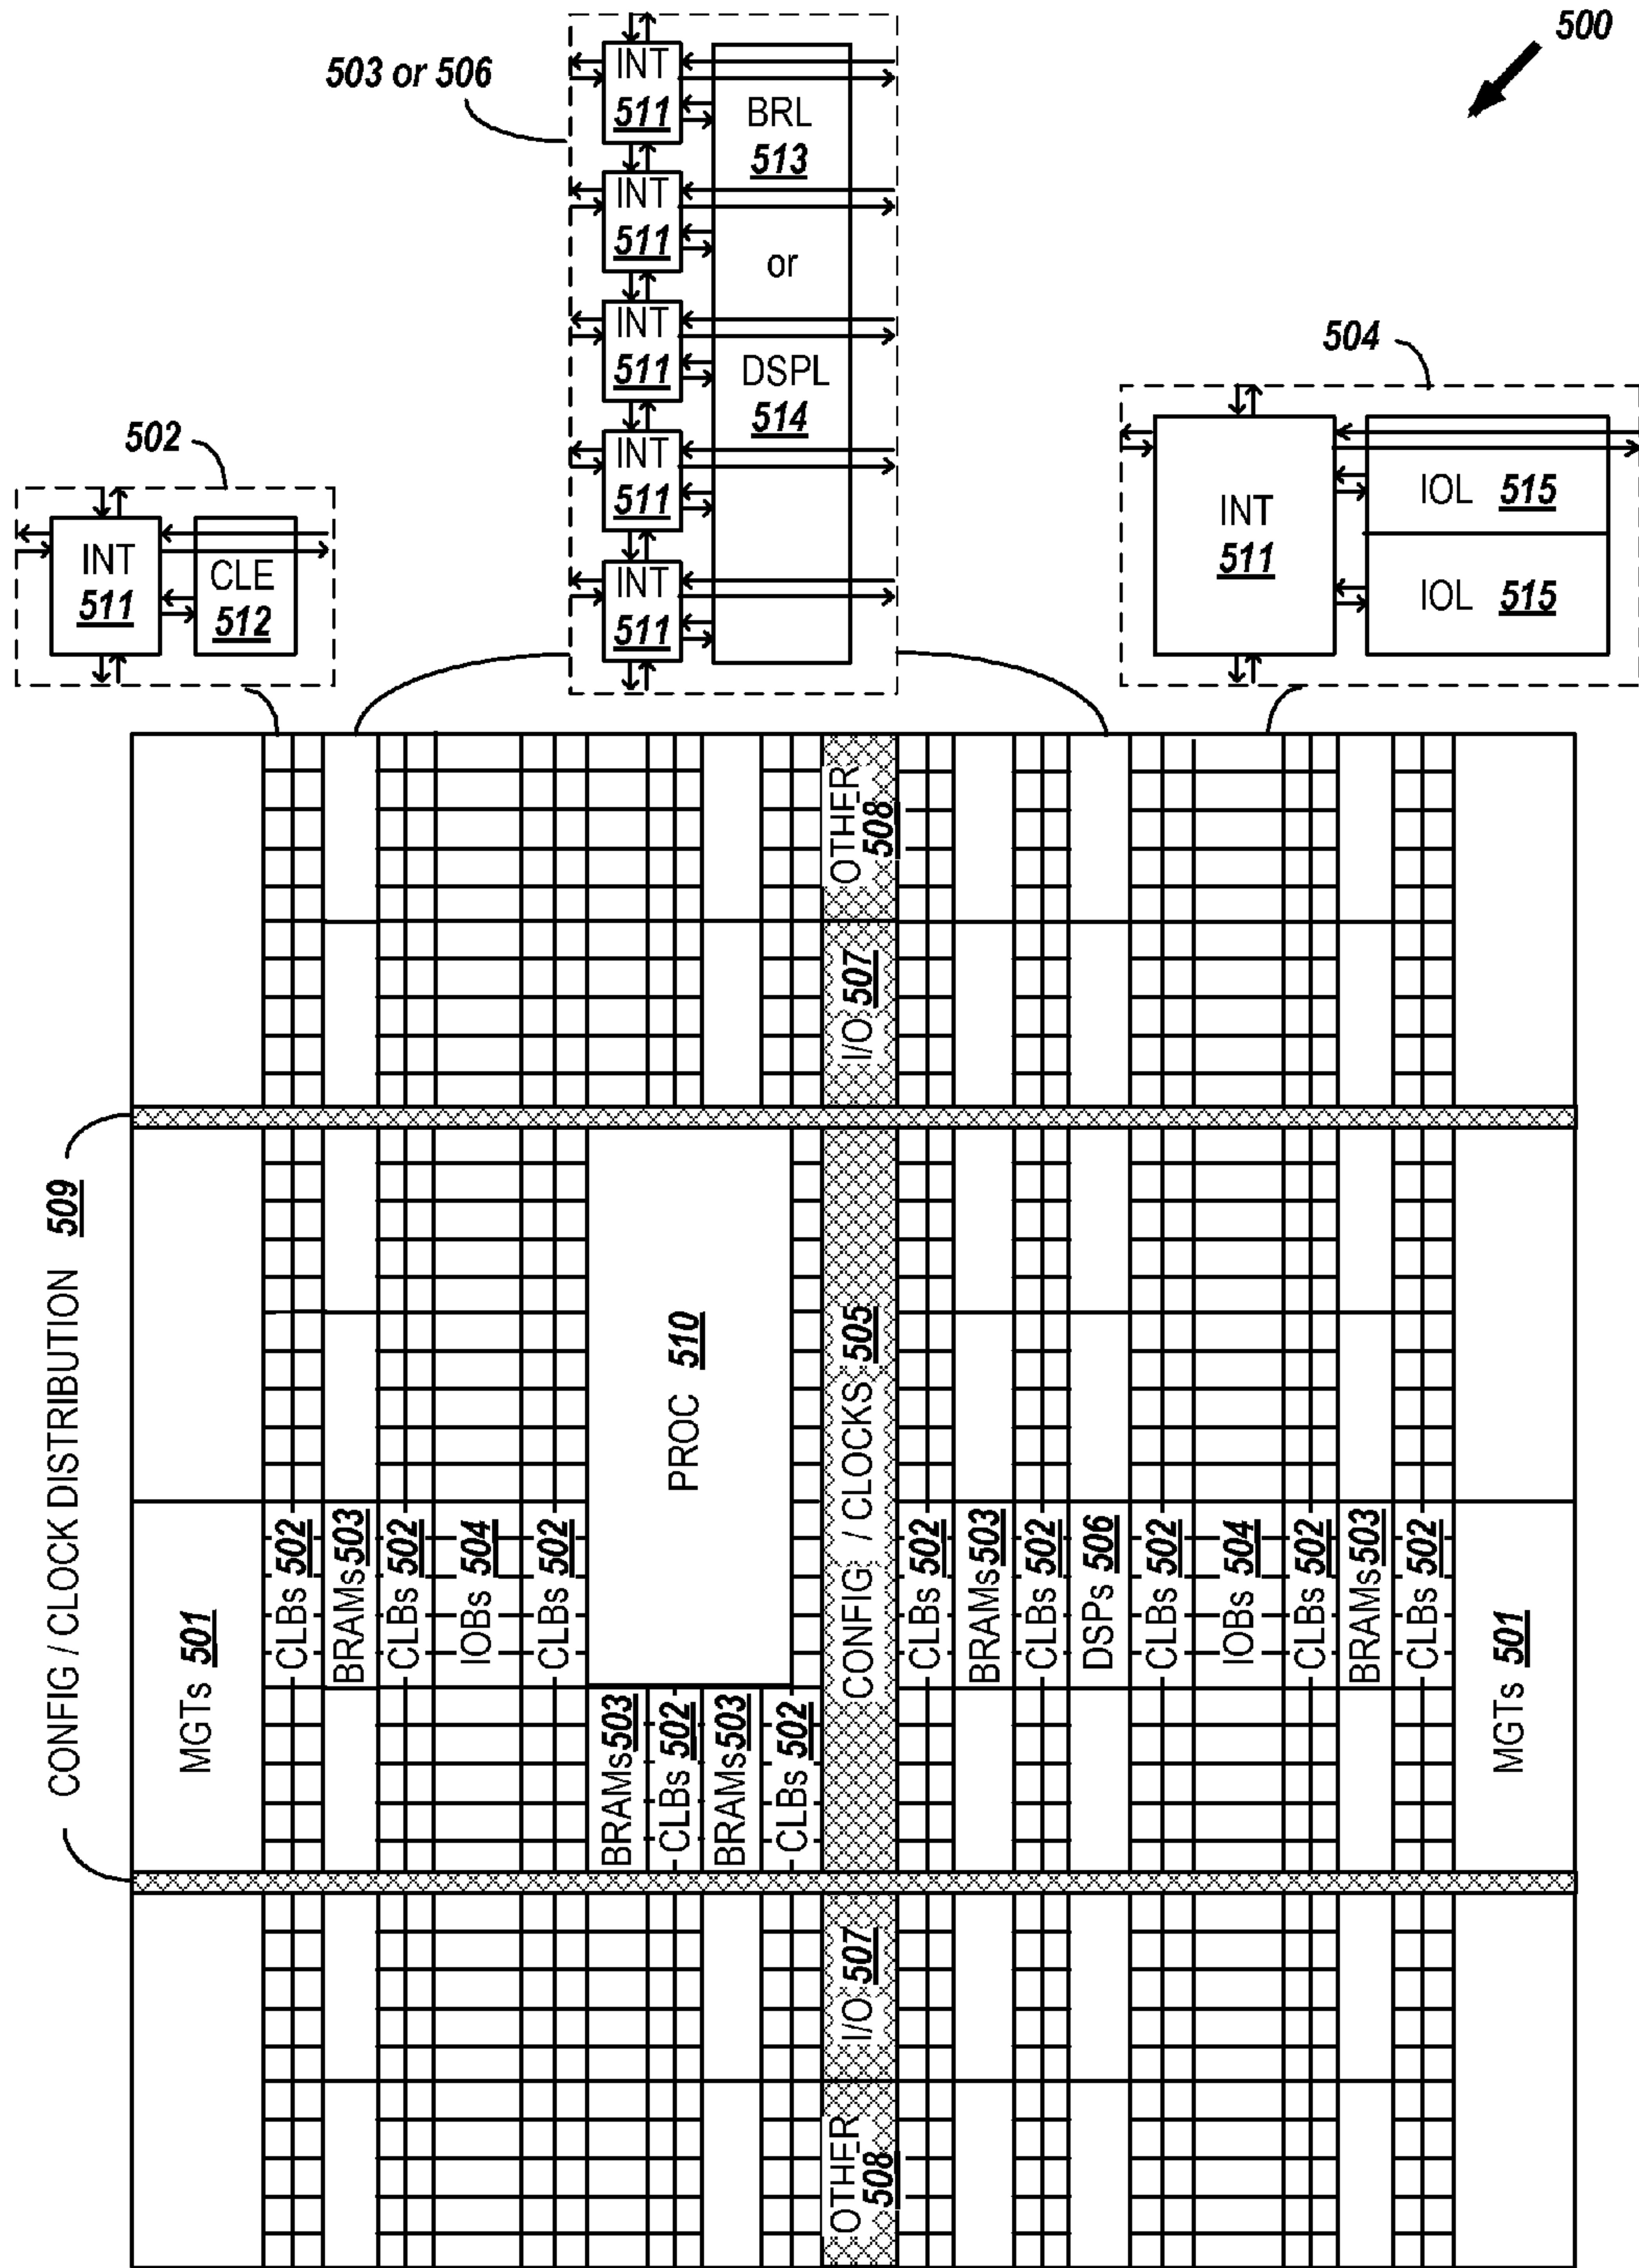 500
503 or 506
INT
511
INT
511
INT
511
INT
511
INT
511
BRL
513
or
DSPL
514
504
INT
511
IOL 515
IOL 515
502
INT
511
CLE
512
CONFIG / CLOCK DISTRIBUTION 509
MGTs 501
CLBs 502
BRAMs 503
CLBs 502
IOBs 504
CLBs 502
BRAMs 503
CLBs 502
BRAMs 503
CLBs 502
PROC 510
OTHER
508
I/O 507
CONFIG / CLOCKS 505
I/O 507
OTHER
508
CLBs 502
BRAMs 503
CLBs 502
DSPs 506
CLBs 502
IOBs 504
CLBs 502
BRAMs 503
CLBs 502
MGTs 501